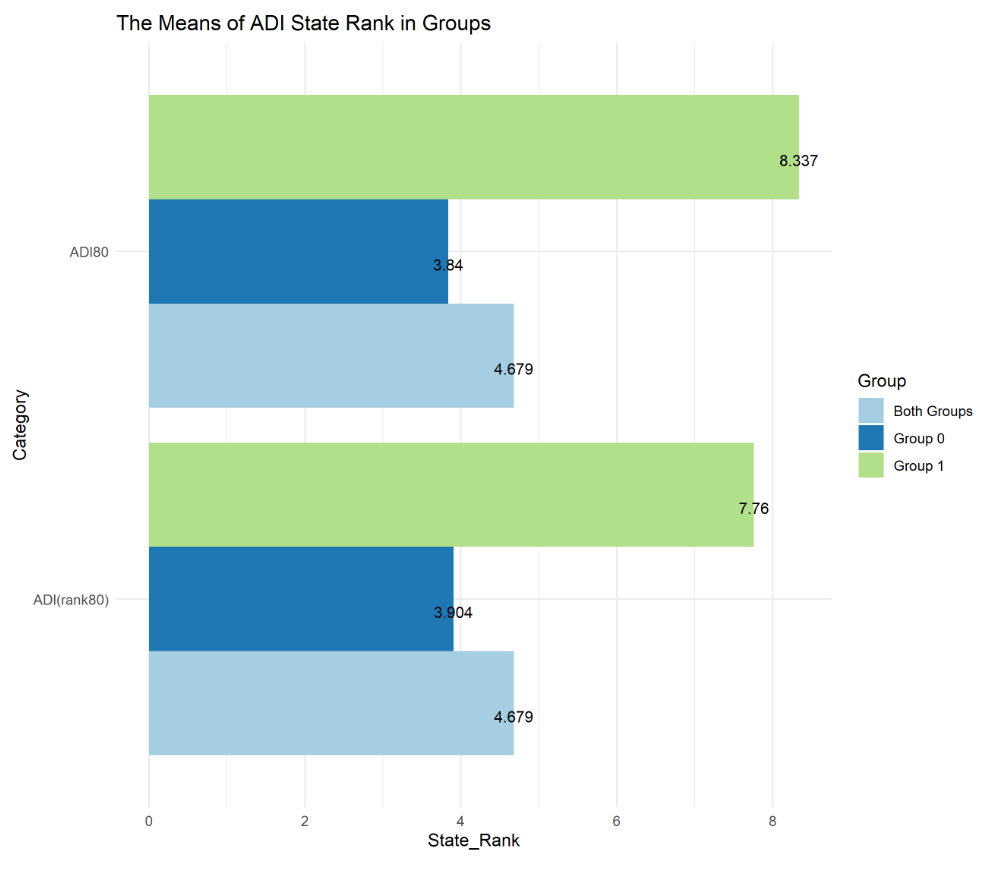 The Means of ADI State Rank in Groups
8.337
ADI80
3.84
4.679
Category
7.76
ADI(rank80)
3.904
4.679
0 2 4 6 8
State_Rank
Group
Both Groups
Group 0
Group 1